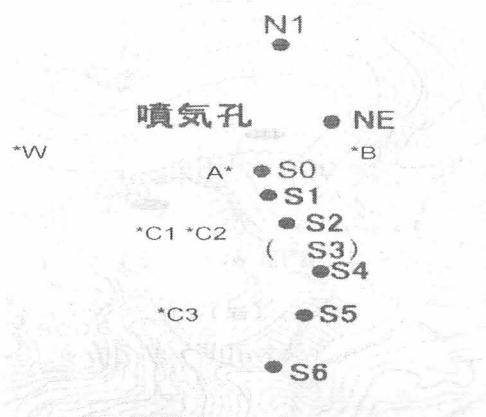 N1
噴気孔
NE
*W
*B
A*
S0
S1
S2
*C1 *C2
( S3)
S4
*C3
S5
S6